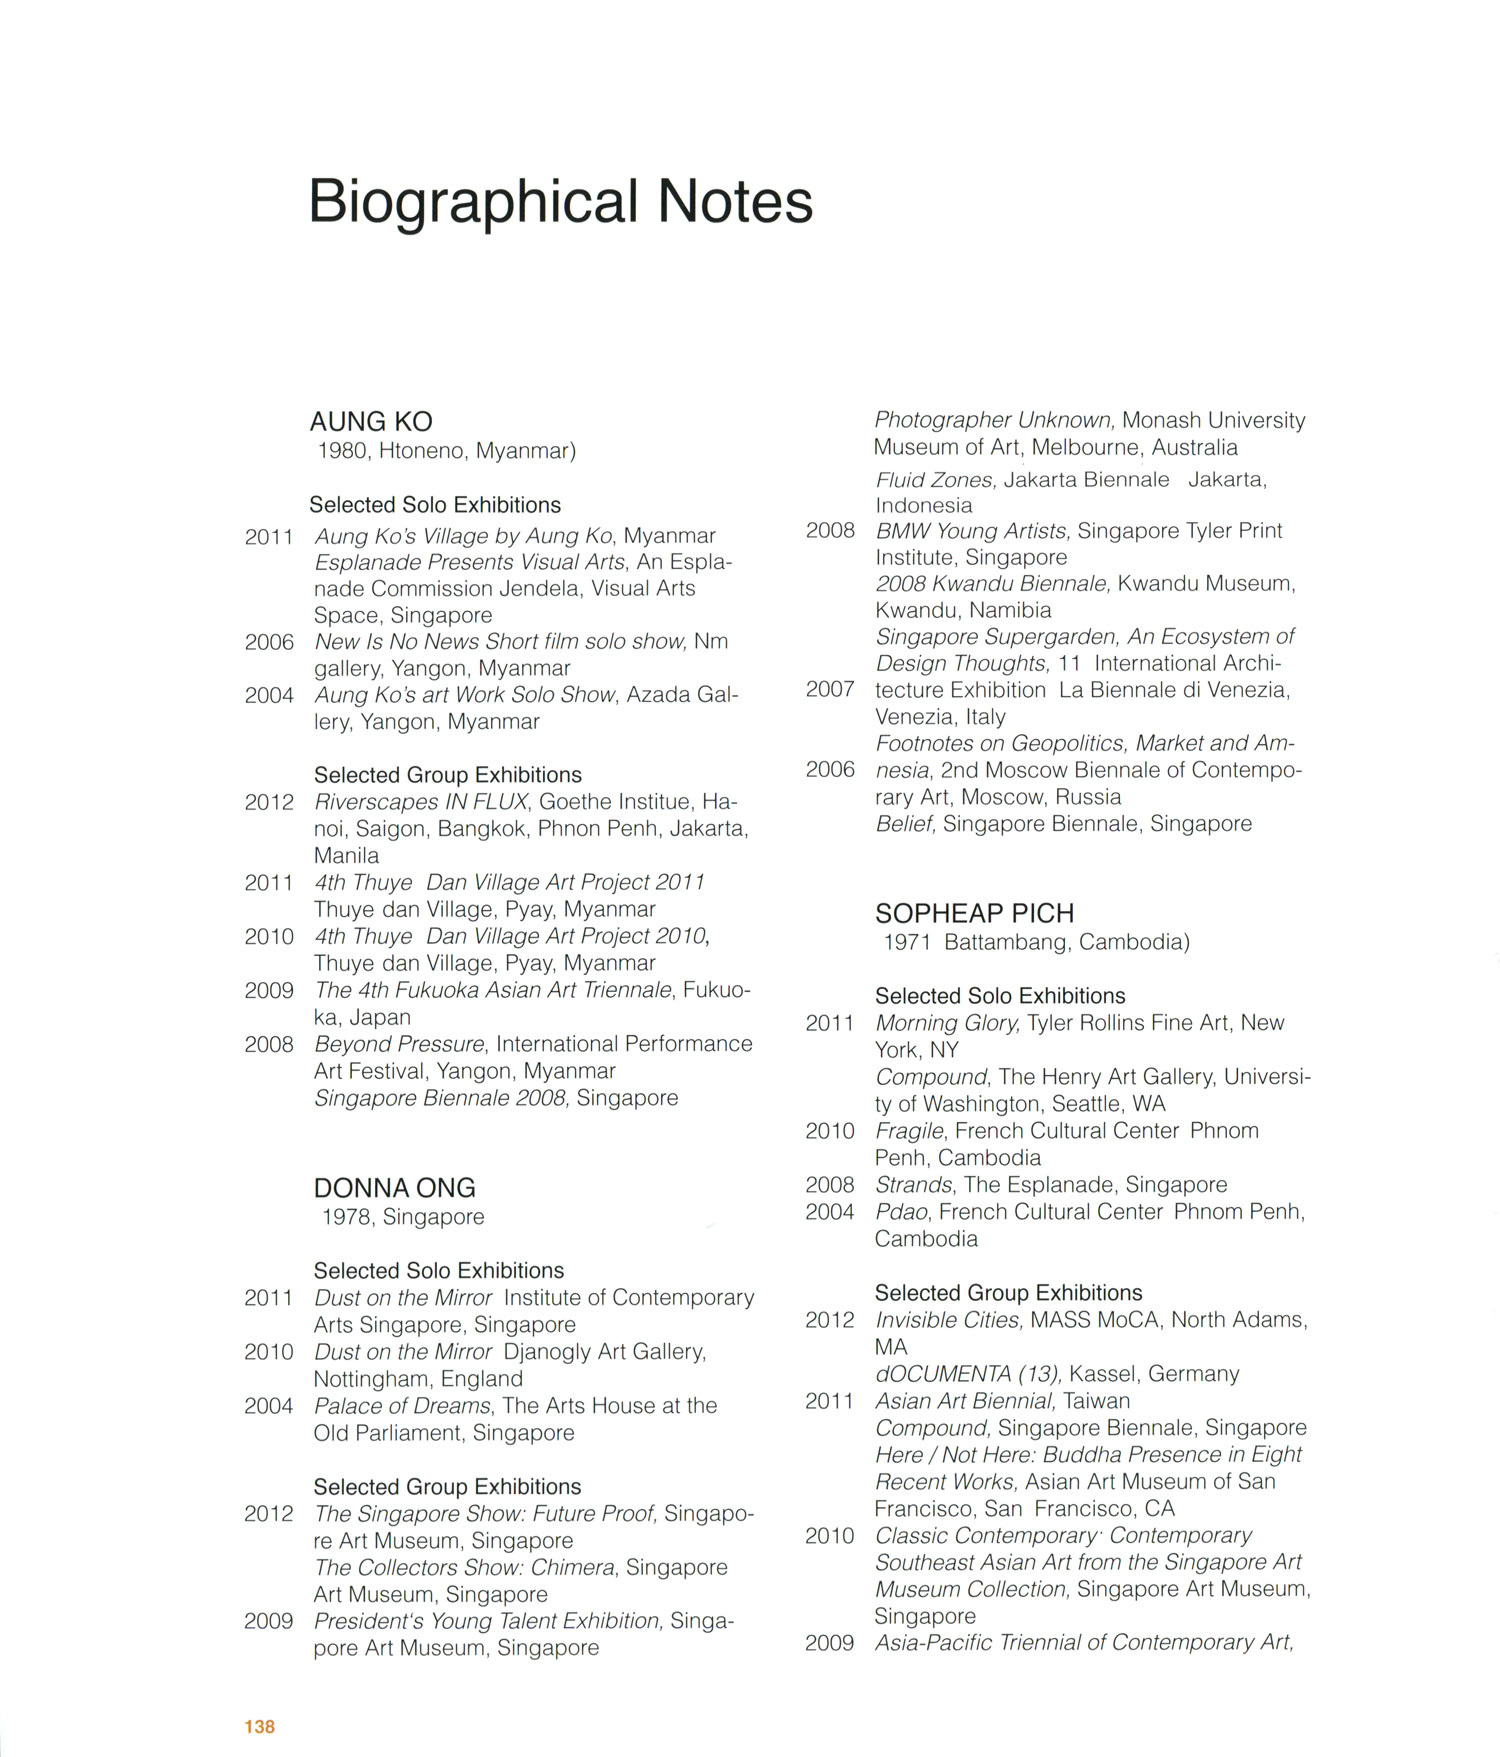 Biographical Notes
AUNG KO
1980, Htoneno, Myanmar)
Selected Solo Exhibitions
2011 Aung Ko's Village by Aung Ko, Myanmar
Esplanade Presents Visual Arts, An Espla-
nade Commission Jendela, Visual Arts
Space, Singapore
2006 New Is No News Short film solo show, Nm
gallery, Yangon, Myanmar
2004 Aung Ko's art Work Solo Show, Azada Gal-
lery, Yangon, Myanmar
Selected Group Exhibitions
2012 Riverscapes IN FLUX, Goethe Institue, Ha-
noi, Saigon, Bangkok, Phnon Penh, Jakarta,
Manila
2011 4th Thuye Dan Village Art Project 2011
Thuye dan Village, Pyay, Myanmar
2010 4th Thuye Dan Village Art Project 2010,
Thuye dan Village, Pyay, Myanmar
2009 The 4th Fukuoka Asian Art Triennale, Fukuo-
ka, Japan
2008 Beyond Pressure, International Performance
Art Festival, Yangon, Myanmar
Singapore Biennale 2008, Singapore
DONNA ONG
1978, Singapore
Selected Solo Exhibitions
2011 Dust on the Mirror Institute of Contemporary
Arts Singapore, Singapore
2010 Dust on the Mirror Djanogly Art Gallery,
Nottingham, England
2004 Palace of Dreams, The Arts House at the
Old Parliament, Singapore
Selected Group Exhibitions
2012 The Singapore Show: Future Proof, Singapo-
re Art Museum, Singapore
The Collectors Show: Chimera, Singapore
Art Museum, Singapore
2009 President's Young Talent Exhibition, Singa-
pore Art Museum, Singapore
Photographer Unknown, Monash University
Museum of Art, Melbourne, Australia
Fluid Zones, Jakarta Biennale Jakarta,
Indonesia
2008 BMW Young Artists, Singapore Tyler Print
Institute, Singapore
2008 Kwandu Biennale, Kwandu Museum,
Kwandu, Namibia
Singapore Supergarden, An Ecosystem of
Design Thoughts, 11 International Archi-
2007 tecture Exhibition La Biennale di Venezia,
Venezia, Italy
Footnotes on Geopolitics, Market and Am-
2006 nesia, 2nd Moscow Biennale of Contempo-
rary Art, Moscow, Russia
Belief, Singapore Biennale, Singapore
SOPHEAP PICH
1971 Battambang, Cambodia)
Selected Solo Exhibitions
2011 Morning Glory, Tyler Rollins Fine Art, New
York, NY
Compound, The Henry Art Gallery, Universi-
ty of Washington, Seattle, WA
2010 Fragile, French Cultural Center Phnom
Penh, Cambodia
2008 Strands, The Esplanade, Singapore
2004 Pdao, French Cultural Center Phnom Penh,
Cambodia
Selected Group Exhibitions
2012 Invisible Cities, MASS MoCA, North Adams,
MA
dOCUMENTA (13), Kassel, Germany
2011 Asian Art Biennial, Taiwan
Compound, Singapore Biennale, Singapore
Here / Not Here: Buddha Presence in Eight
Recent Works, Asian Art Museum of San
Francisco, San Francisco, CA
2010 Classic Contemporary· Contemporary
Southeast Asian Art from the Singapore Art
Museum Collection, Singapore Art Museum,
Singapore
2009 Asia-Pacific Triennial of Contemporary Art,
138